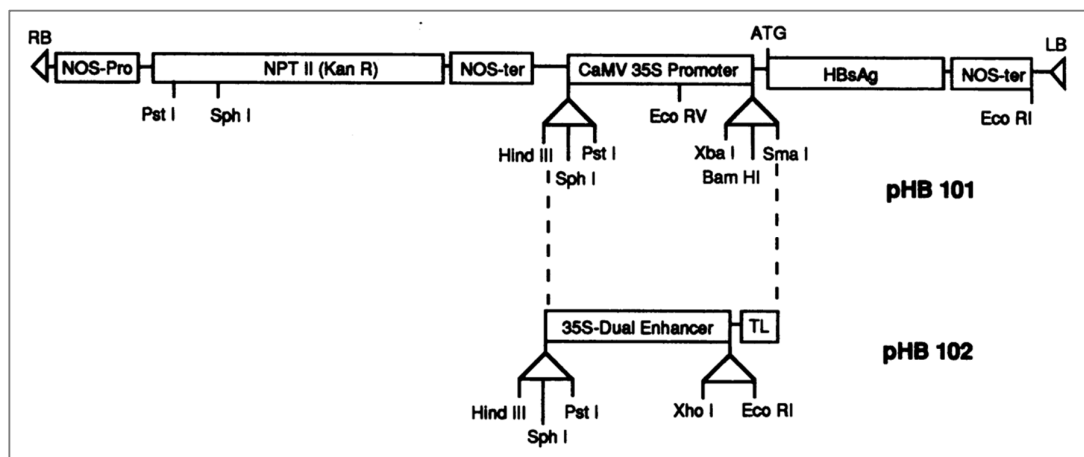 RB
ATG
LB
NOS-Pro
NPT II (Kan R)
NOS-ter
CaMV 35S Promoter
HBsAg
NOS-ter
Pst I
Sph I
Eco RV
Eco RI
Hind III
Pst I
Xba I
Sma I
Sph I
Bam HI
pHB 101
35S-Dual Enhancer
TL
pHB 102
Hind III
Pst I
Xho I
Eco RI
Sph I